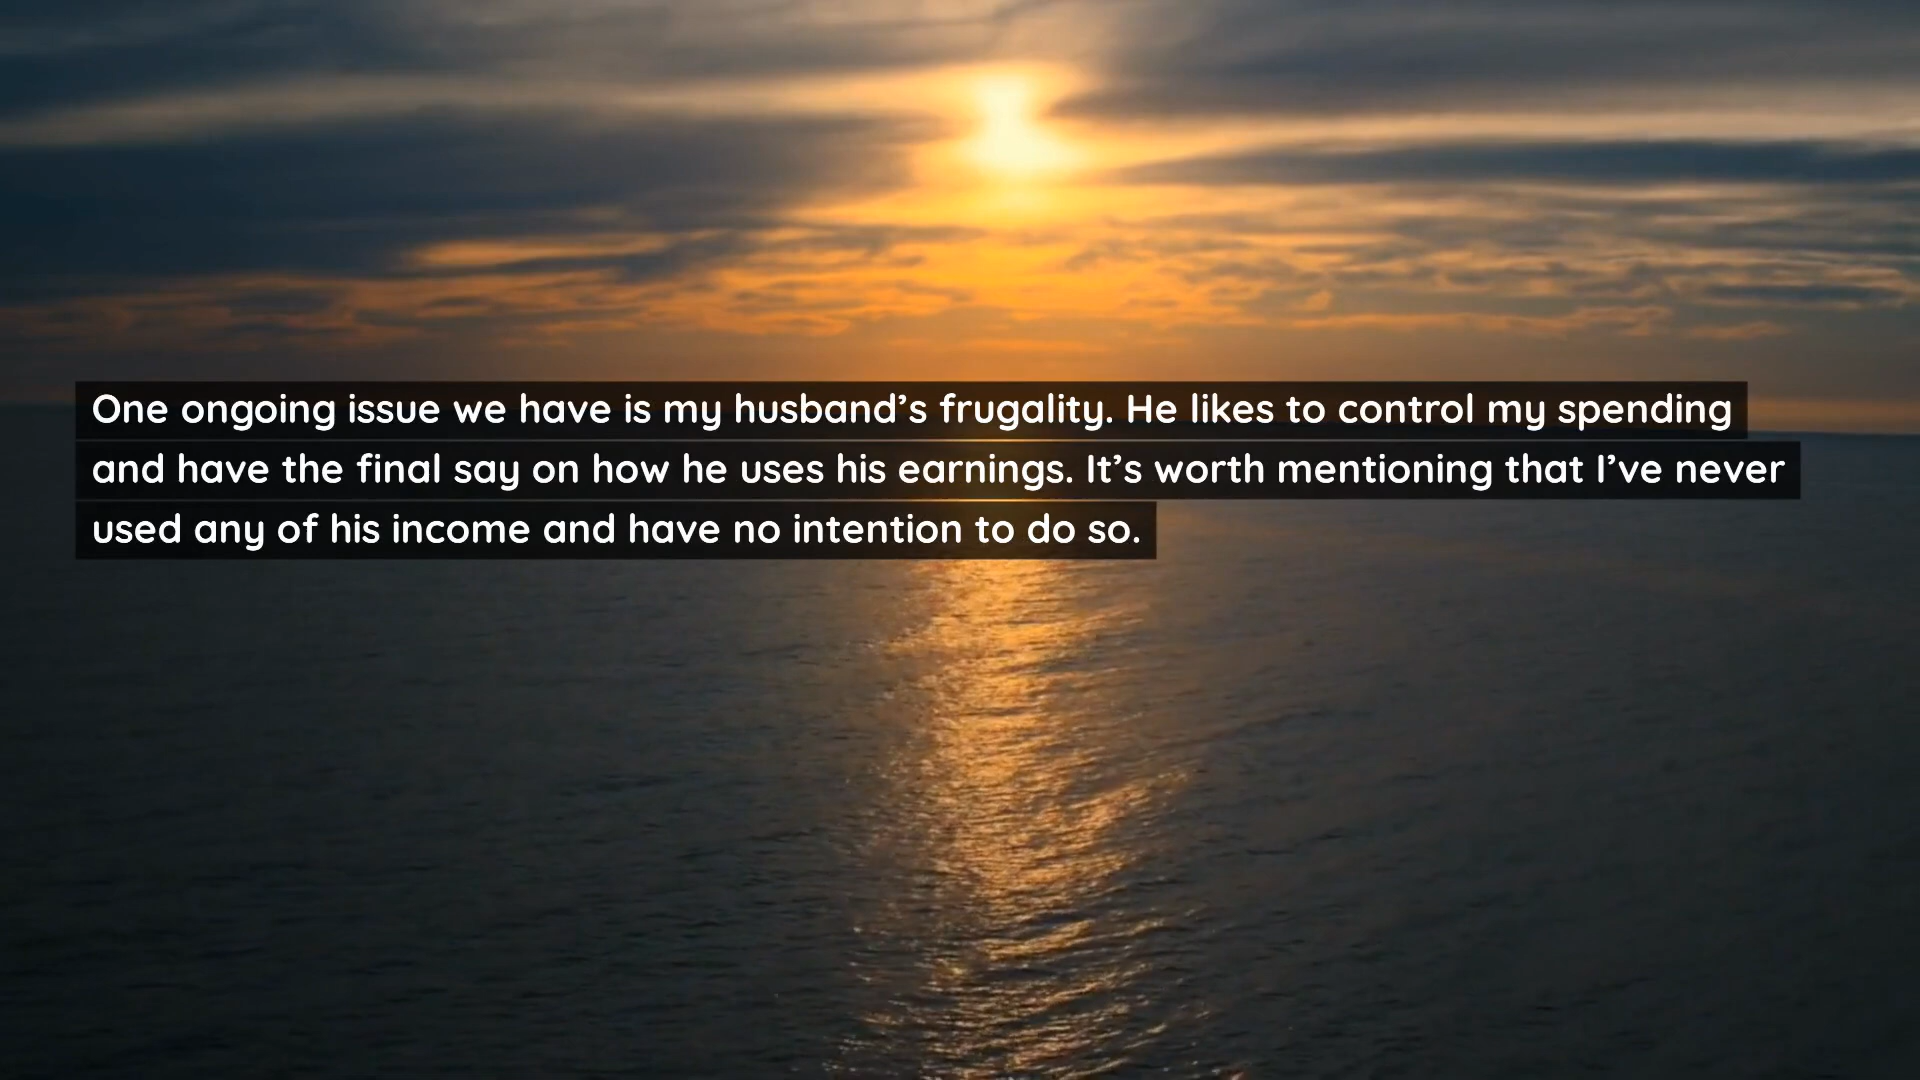 One ongoing issue we have is my husband’s frugality. He likes to control my spending
and have the final say on how he uses his earnings. It’s worth mentioning that I’ve never
used any of his income and have no intention to do so.